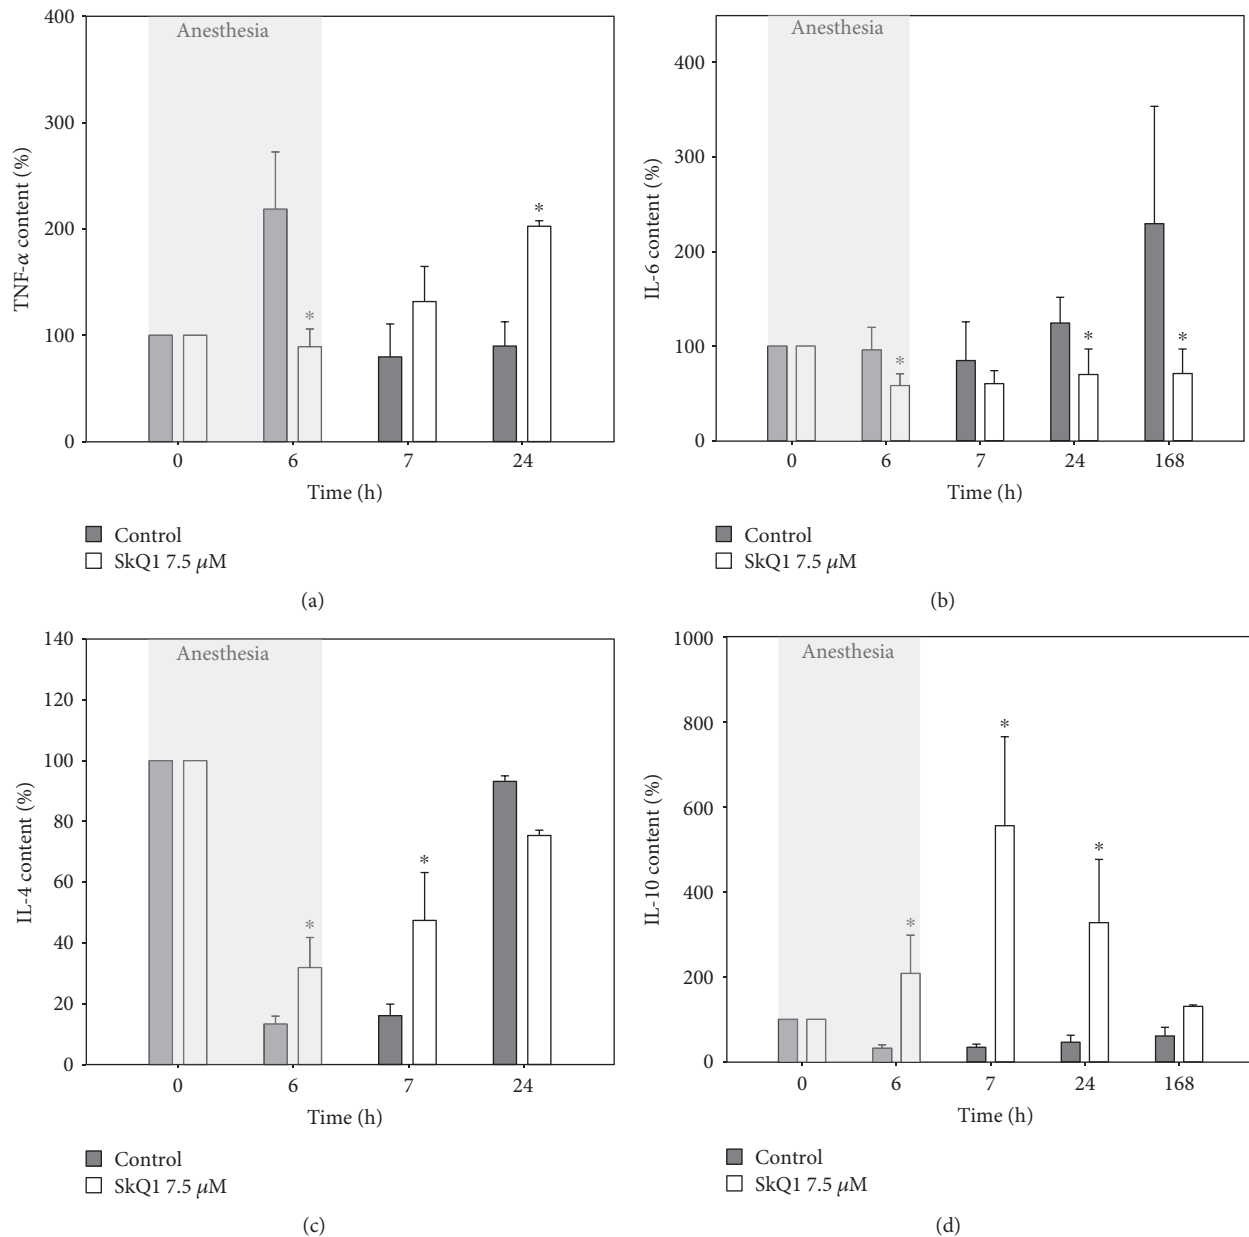 400
300
200
100
0
TNF-α content (%)
Anesthesia
*
*
0 6 7 24
Time (h)
Control
SkQ1 7.5 μM
(a)
400
300
200
100
0
IL-6 content (%)
Anesthesia
*
*
*
0 6 7 24 168
Time (h)
Control
SkQ1 7.5 μM
(b)
140
120
100
80
60
40
20
0
IL-4 content (%)
Anesthesia
*
*
0 6 7 24
Time (h)
Control
SkQ1 7.5 μM
(c)
1000
800
600
400
200
0
IL-10 content (%)
Anesthesia
*
*
*
0 6 7 24 168
Time (h)
Control
SkQ1 7.5 μM
(d)